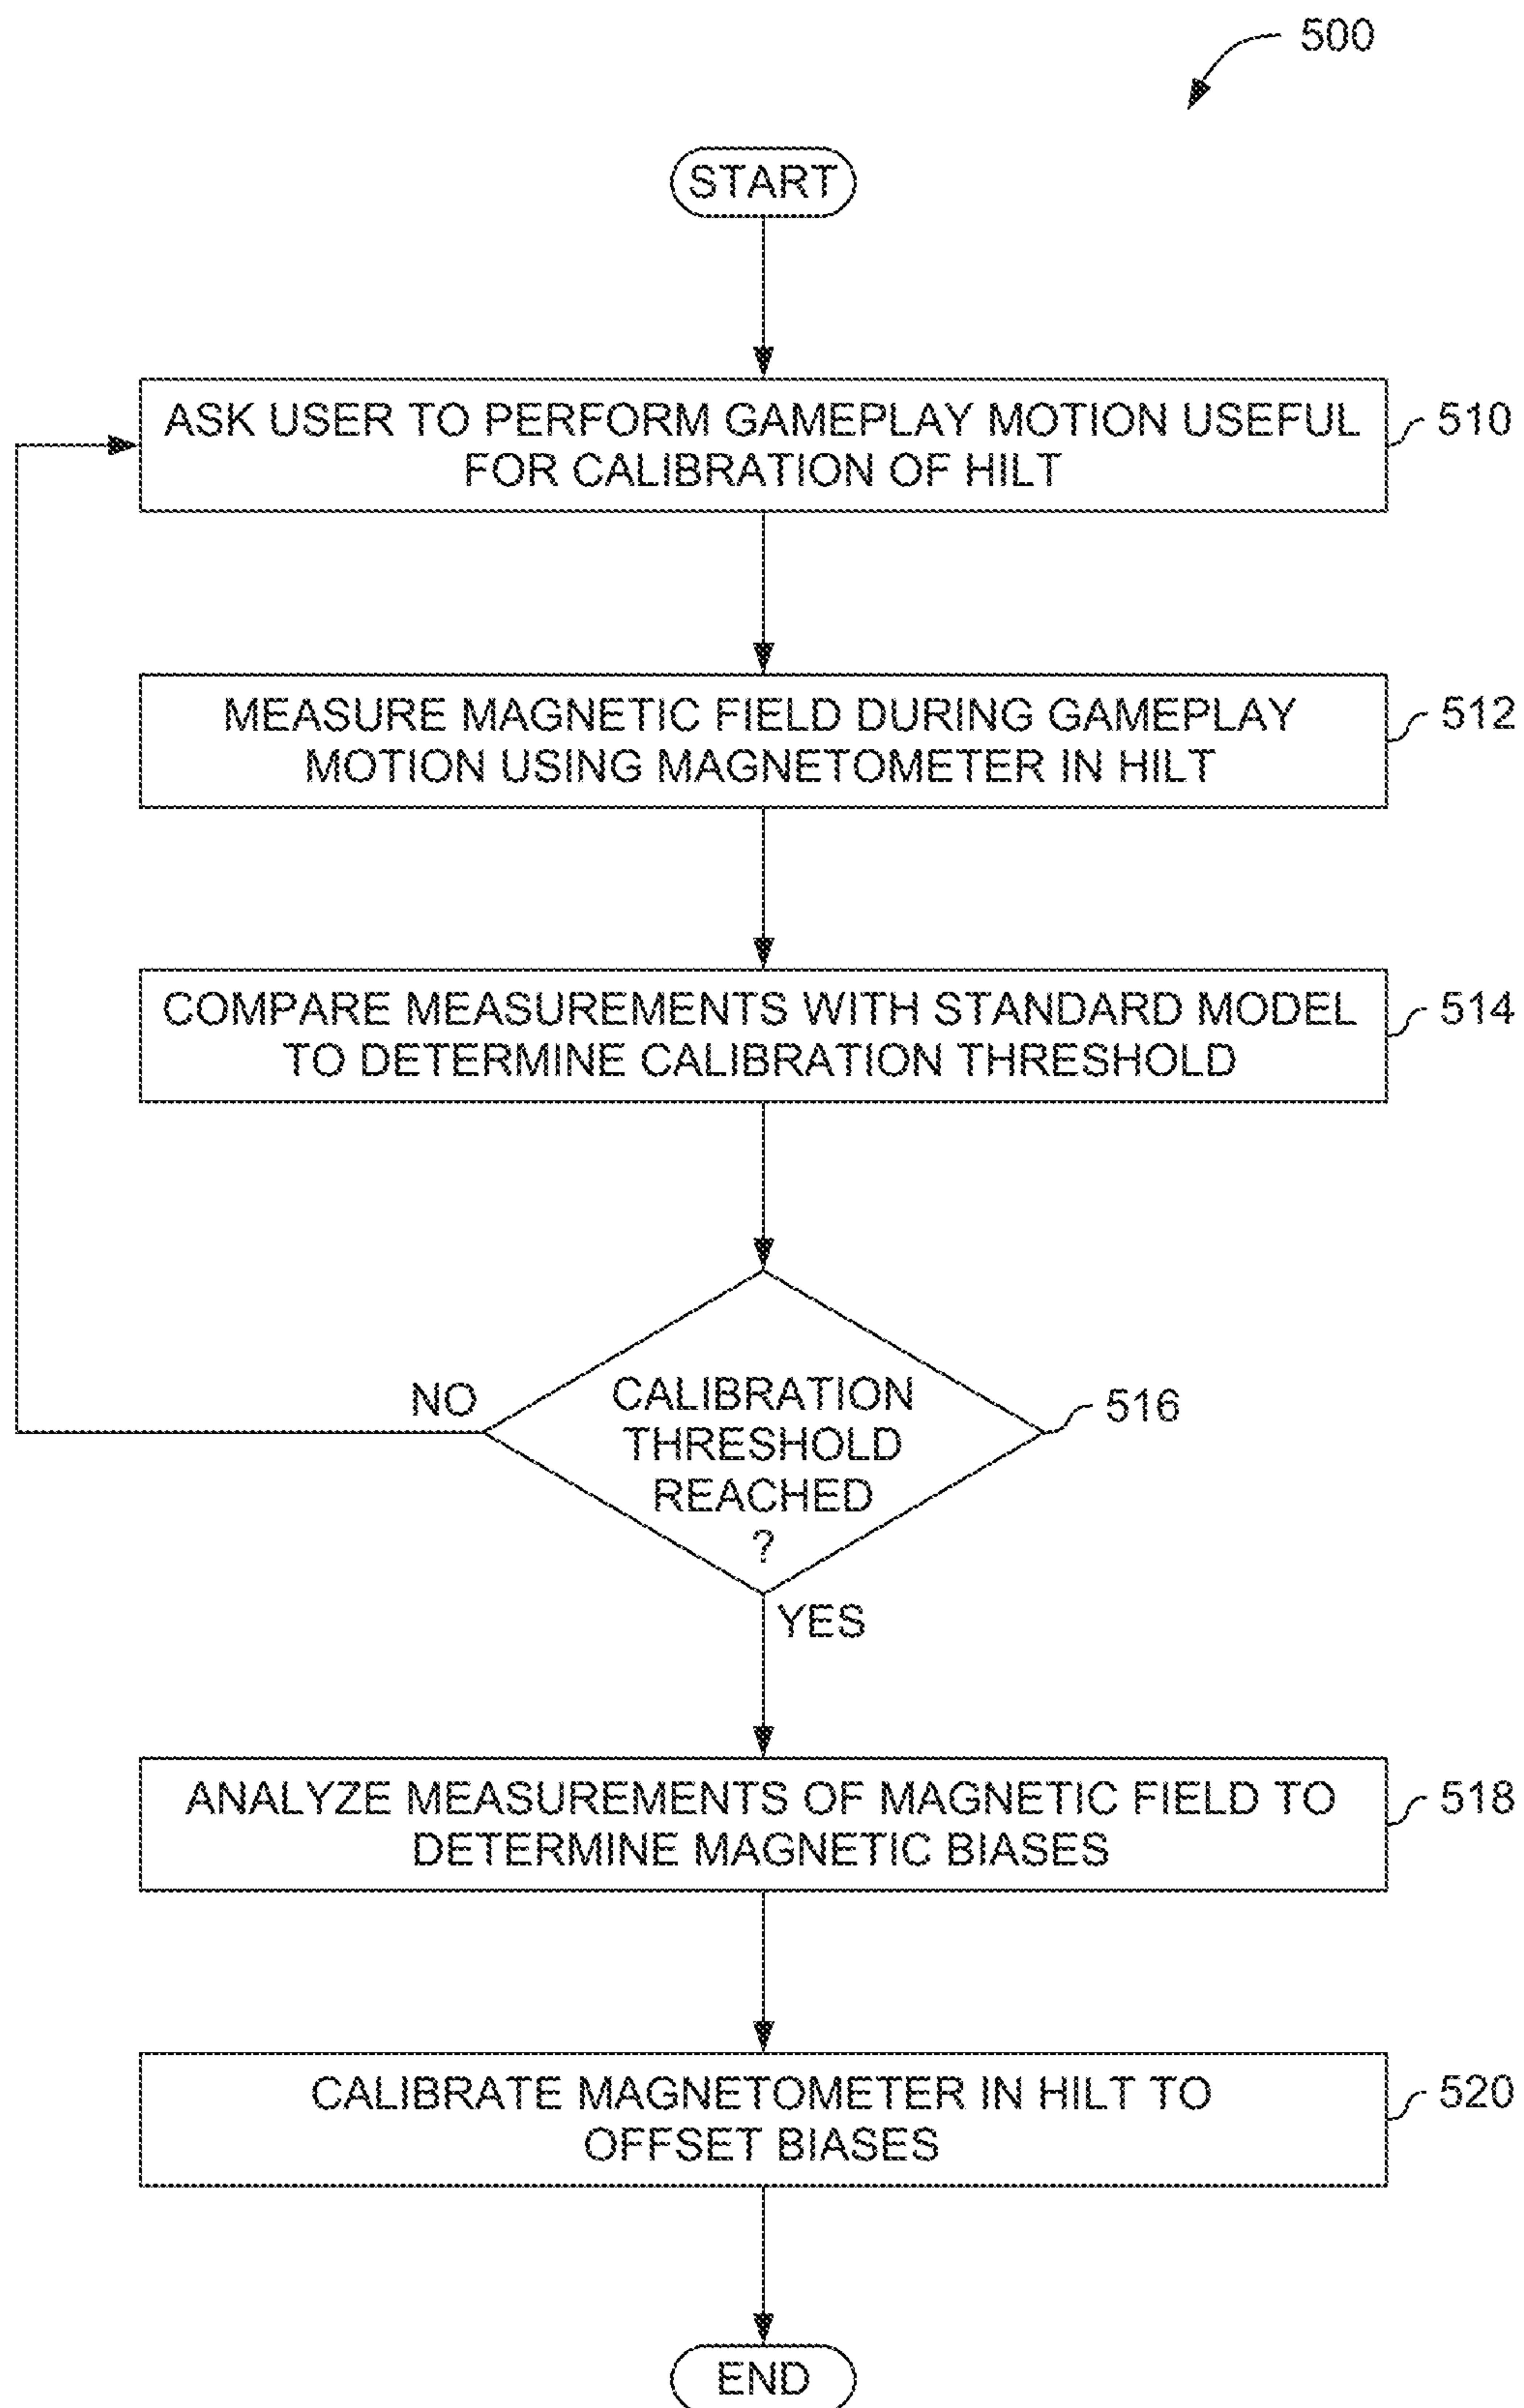 500
START
ASK USER TO PERFORM GAMEPLAY MOTION USEFUL
FOR CALIBRATION OF HILT
510
MEASURE MAGNETIC FIELD DURING GAMEPLAY
MOTION USING MAGNETOMETER IN HILT
512
COMPARE MEASUREMENTS WITH STANDARD MODEL
TO DETERMINE CALIBRATION THRESHOLD
514
NO
CALIBRATION
THRESHOLD
REACHED
?
516
YES
ANALYZE MEASUREMENTS OF MAGNETIC FIELD TO
DETERMINE MAGNETIC BIASES
518
CALIBRATE MAGNETOMETER IN HILT TO
OFFSET BIASES
520
END